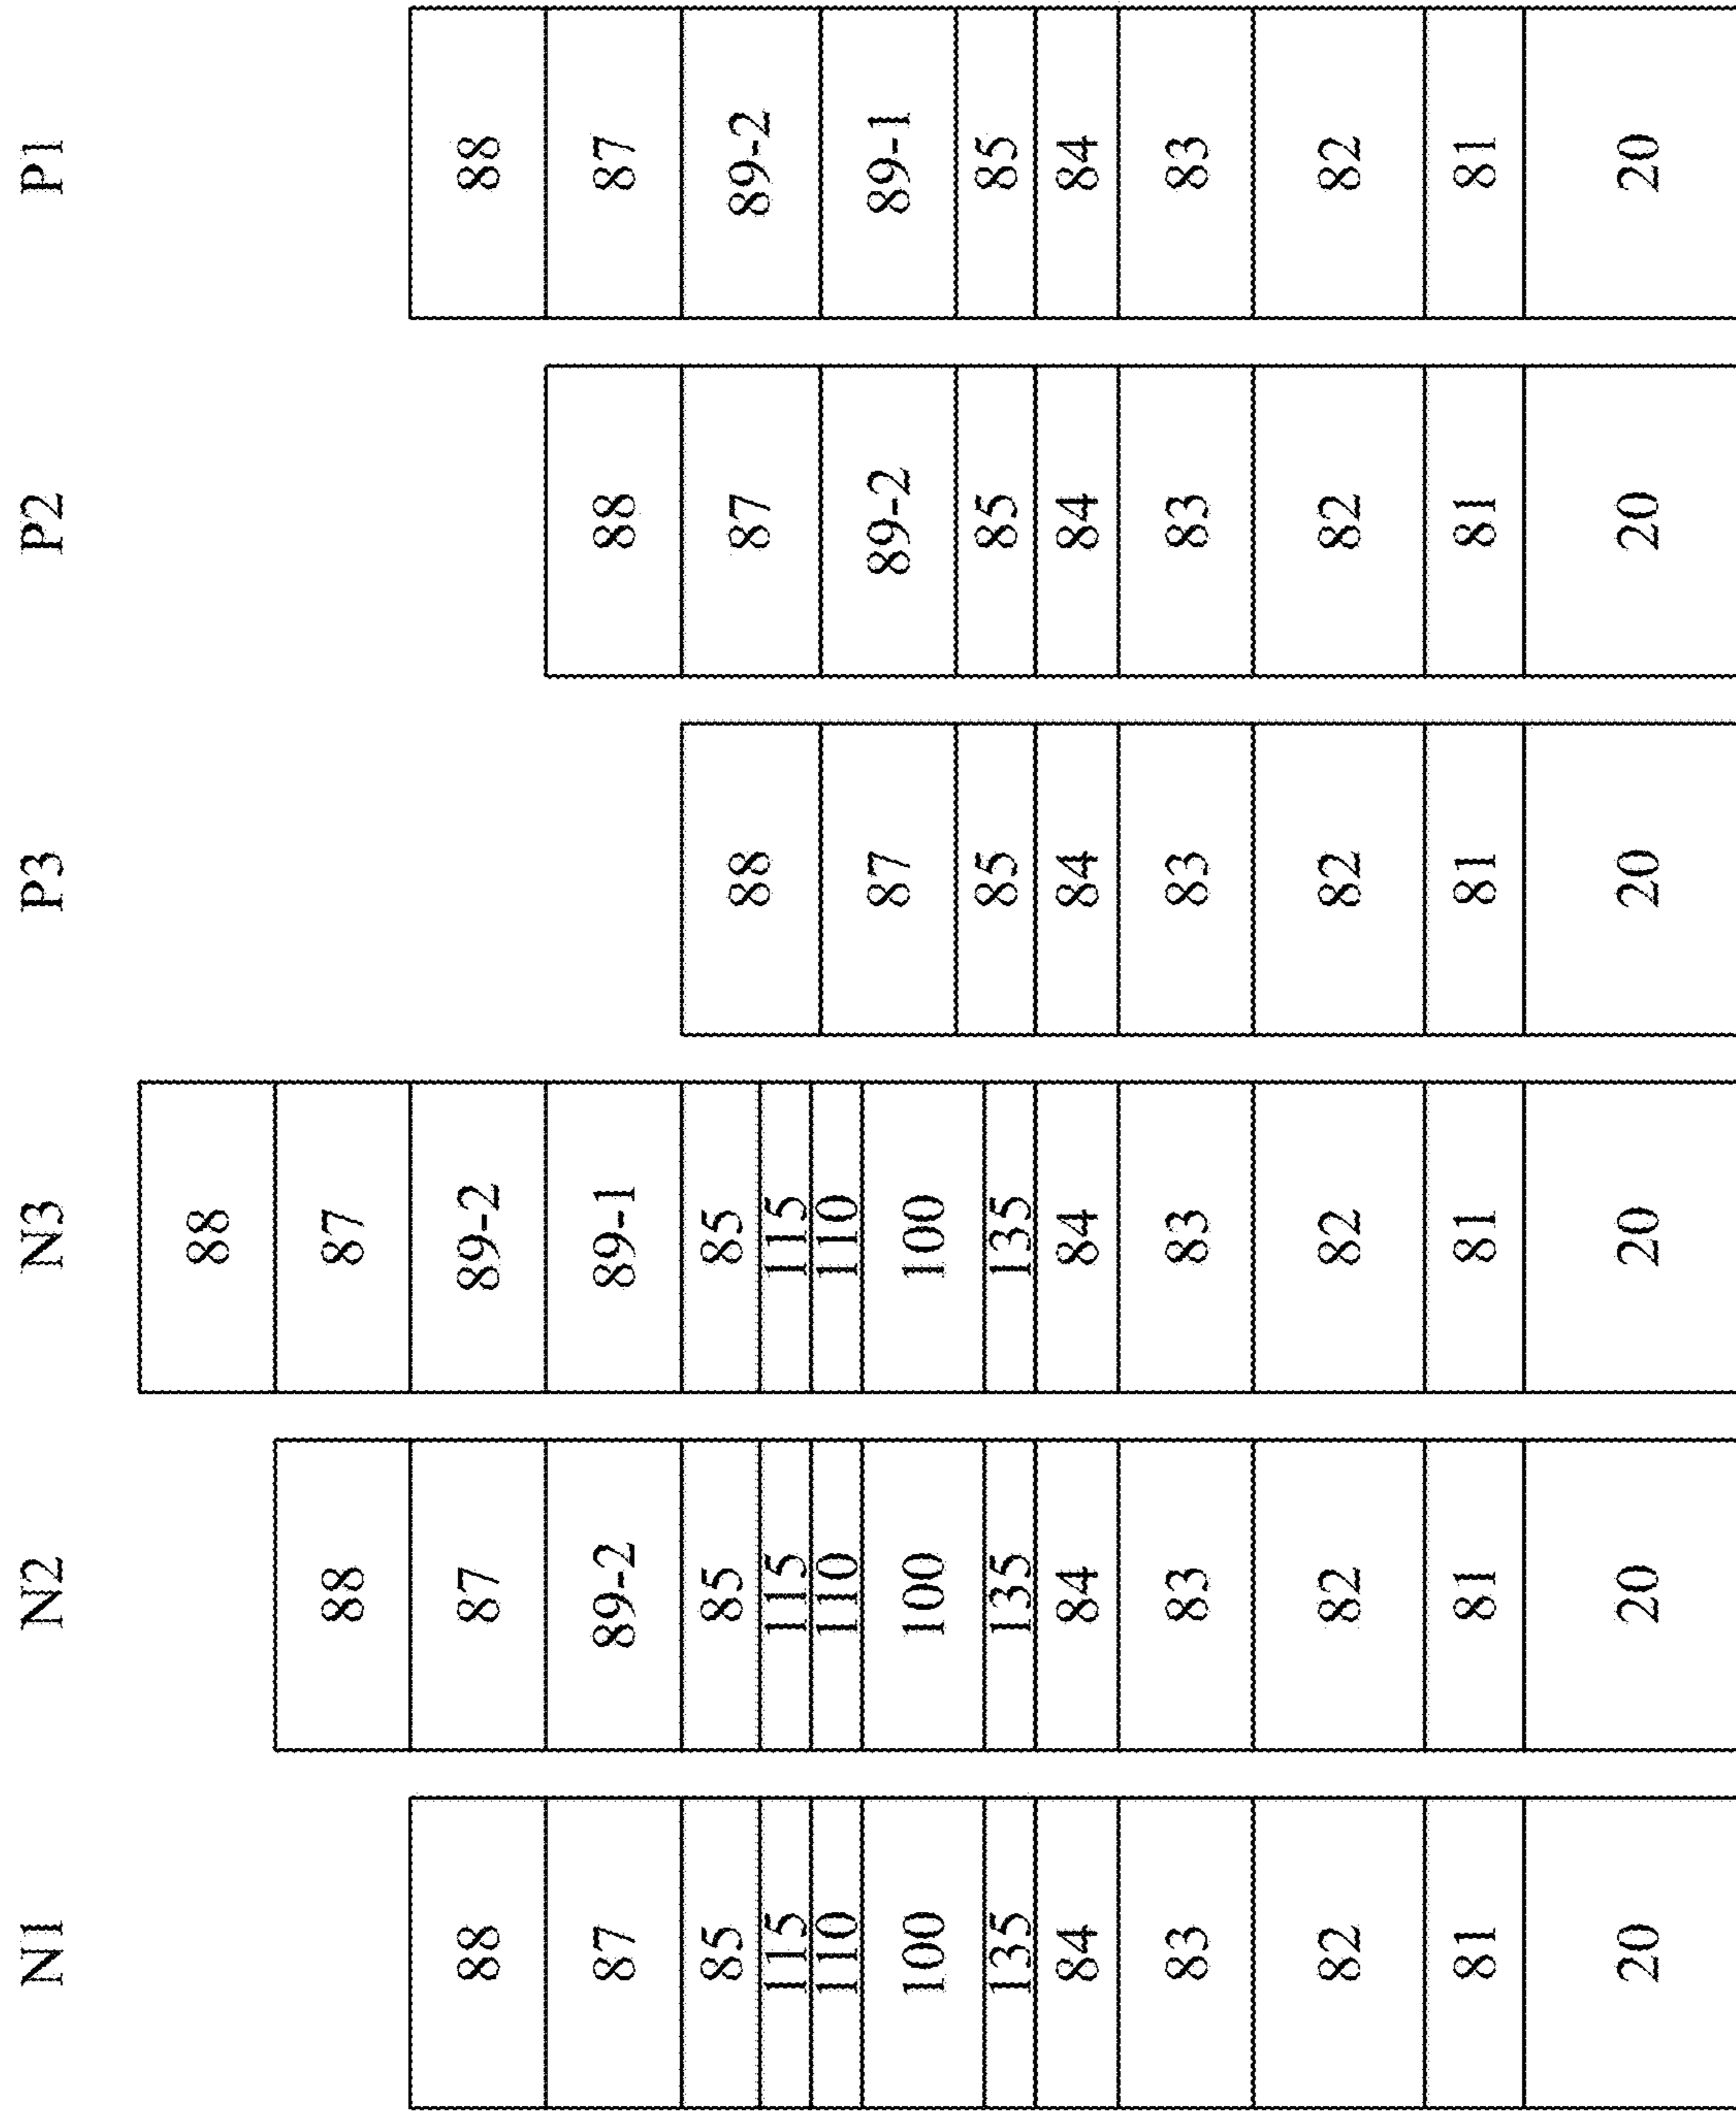 N1 N2 N3 P3 P2 P1
88
88 87
88 87 89-2 88
87 89-2 89-1 88 87
85 85 85 88 87 89-2
115 115 115
110 110 110 87 89-2 89-1
100 100 100
135 135 135 85 85 85
84 84 84 84 84 84
83 83 83 83 83 83
82 82 82 82 82 82
81 81 81 81 81 81
20 20 20 20 20 20